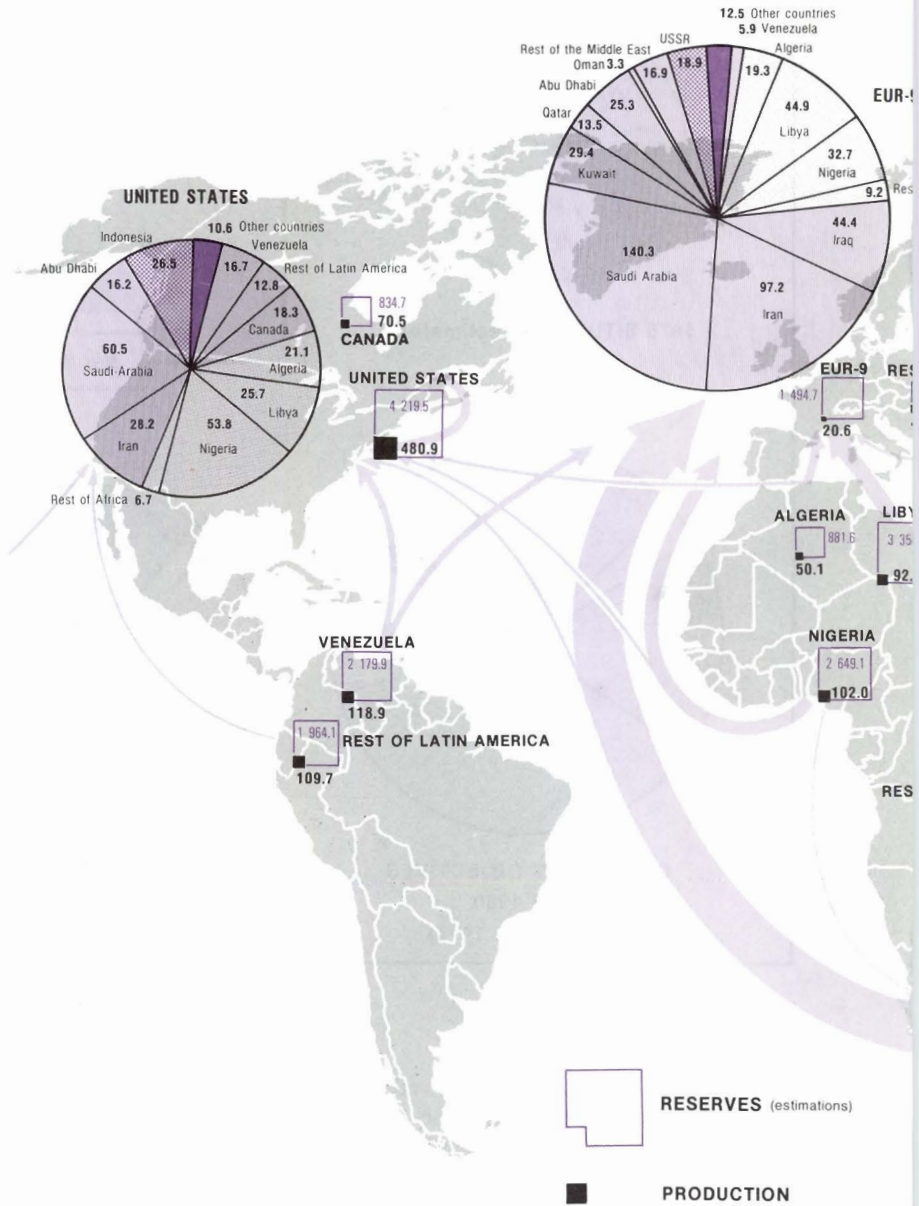 12.5 Other countries
5.9 Venezuela
USSR
Algeria
Rest of the Middle East
Oman 3.3
Abu Dhabi
Qatar
16.9
18.9
19.3
25.3
13.5
29.4
Kuwait
44.9
Libya
32.7
Nigeria
9.2
44.4
Iraq
140.3
Saudi Arabia
97.2
Iran
UNITED STATES
10.6 Other countries
Indonesia
Venezuela
Abu Dhabi
Rest of Latin America
26.5
16.7
16.2
12.8
18.3
Canada
60.5
Saudi Arabia
21.1
Algeria
25.7
Libya
28.2
Iran
53.8
Nigeria
Rest of Africa 6.7
834.7
70.5
CANADA
UNITED STATES
4 219.5
480.9
EUR-9
1 494.7
20.6
ALGERIA
881.6
50.1
3 35
92.
NIGERIA
2 649.1
102.0
VENEZUELA
2 179.9
118.9
1 964.1
REST OF LATIN AMERICA
109.7
RES
RESERVES (estimations)
PRODUCTION